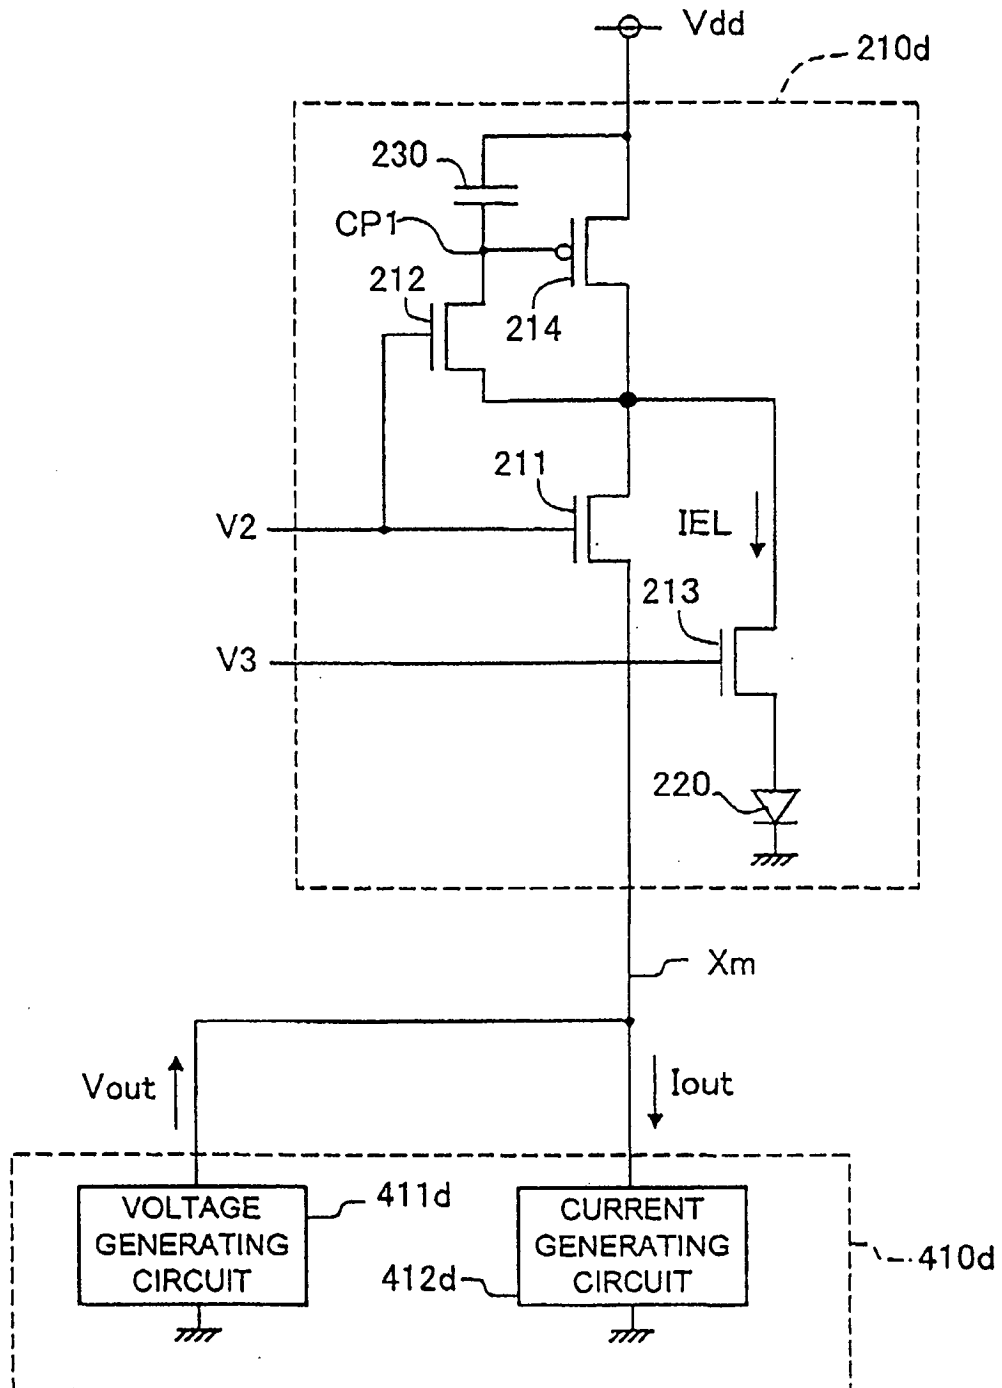 Vdd
210d
230
CP1
212
214
211
V2
IEL
213
V3
220
Xm
Vout
Iout
VOLTAGE
GENERATING
CIRCUIT
411d
CURRENT
GENERATING
CIRCUIT
412d
410d